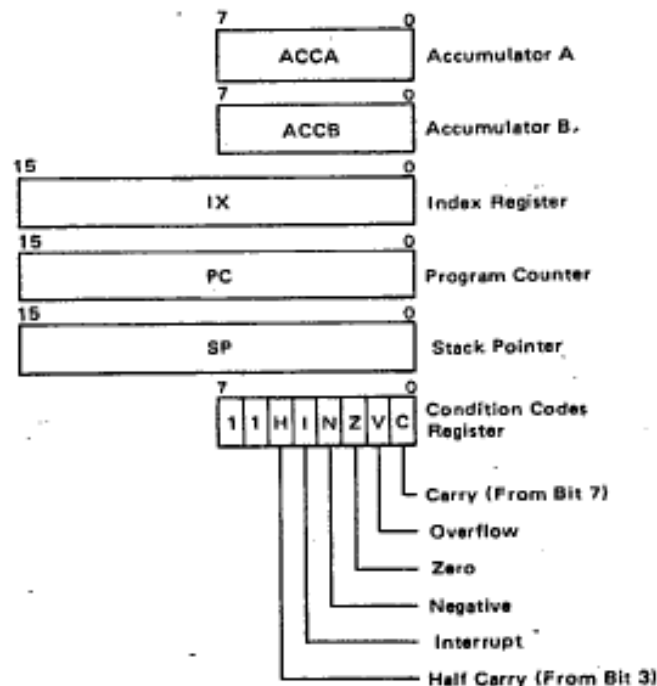 7 0
ACCA Accumulator A
7 0
ACCB Accumulator B.
15 0
IX Index Register
15 0
PC Program Counter
15 0
SP Stack Pointer
7 0
1 1 H I N Z V C Condition Codes
Register
Carry (From Bit 7)
Overflow
Zero
Negative
Interrupt
Half Carry (From Bit 3)